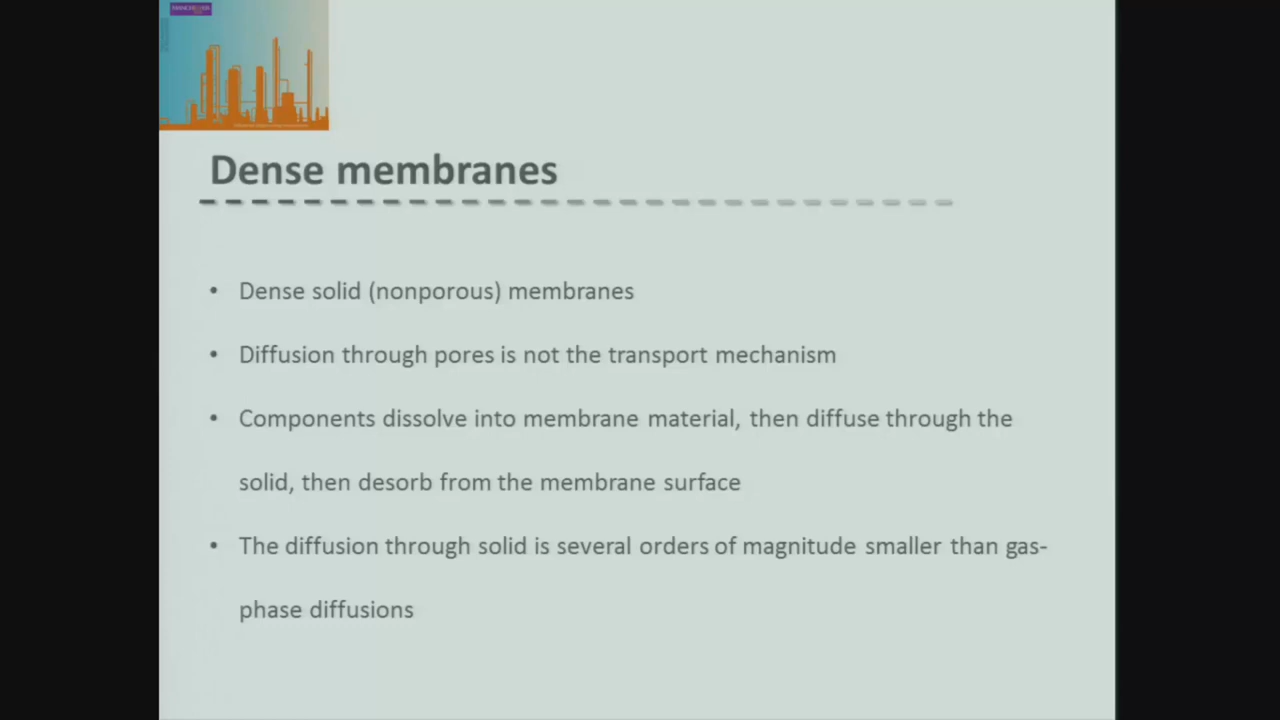 Dense membranes
• Dense solid (nonporous) membranes
• Diffusion through pores is not the transport mechanism
• Components dissolve into membrane material, then diffuse through the
solid, then desorb from the membrane surface
• The diffusion through solid is several orders of magnitude smaller than gas-
phase diffusions